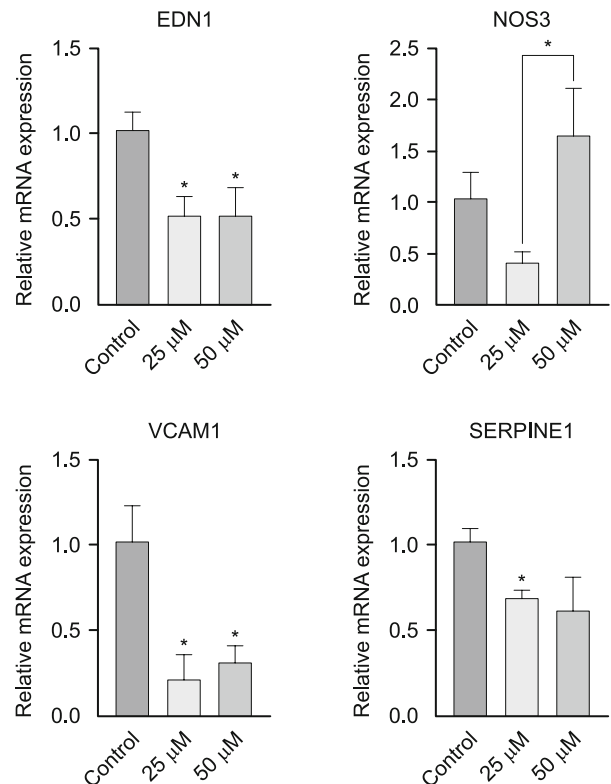 EDN1
Relative mRNA expression
1.5
1.0
0.5
0.0
*
*
Control
25 μM
50 μM
NOS3
Relative mRNA expression
2.5
2.0
1.5
1.0
0.5
0.0
*
Control
25 μM
50 μM
VCAM1
Relative mRNA expression
1.5
1.0
0.5
0.0
*
*
Control
25 μM
50 μM
SERPINE1
Relative mRNA expression
1.5
1.0
0.5
0.0
*
Control
25 μM
50 μM